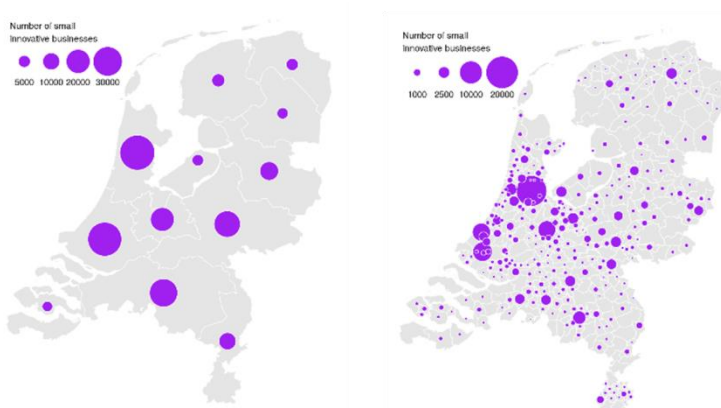 Number of small
innovative businesses
5000 10000 20000 30000
Number of small
innovative businesses
1000 2500 10000 20000